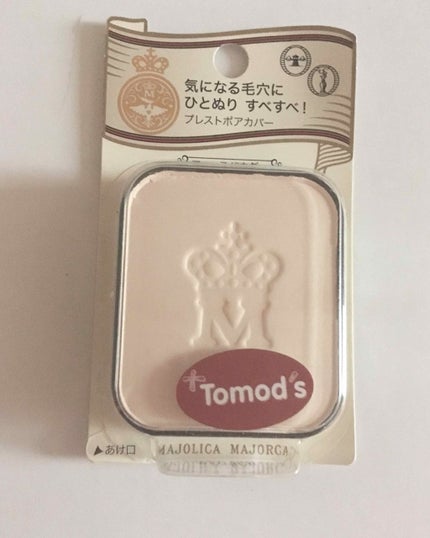 M
気になる毛穴に
ひとぬり すべすべ！
プレストポアカバー
M
Tomod's
▲あけ口
MAJOLICA MAJORCA